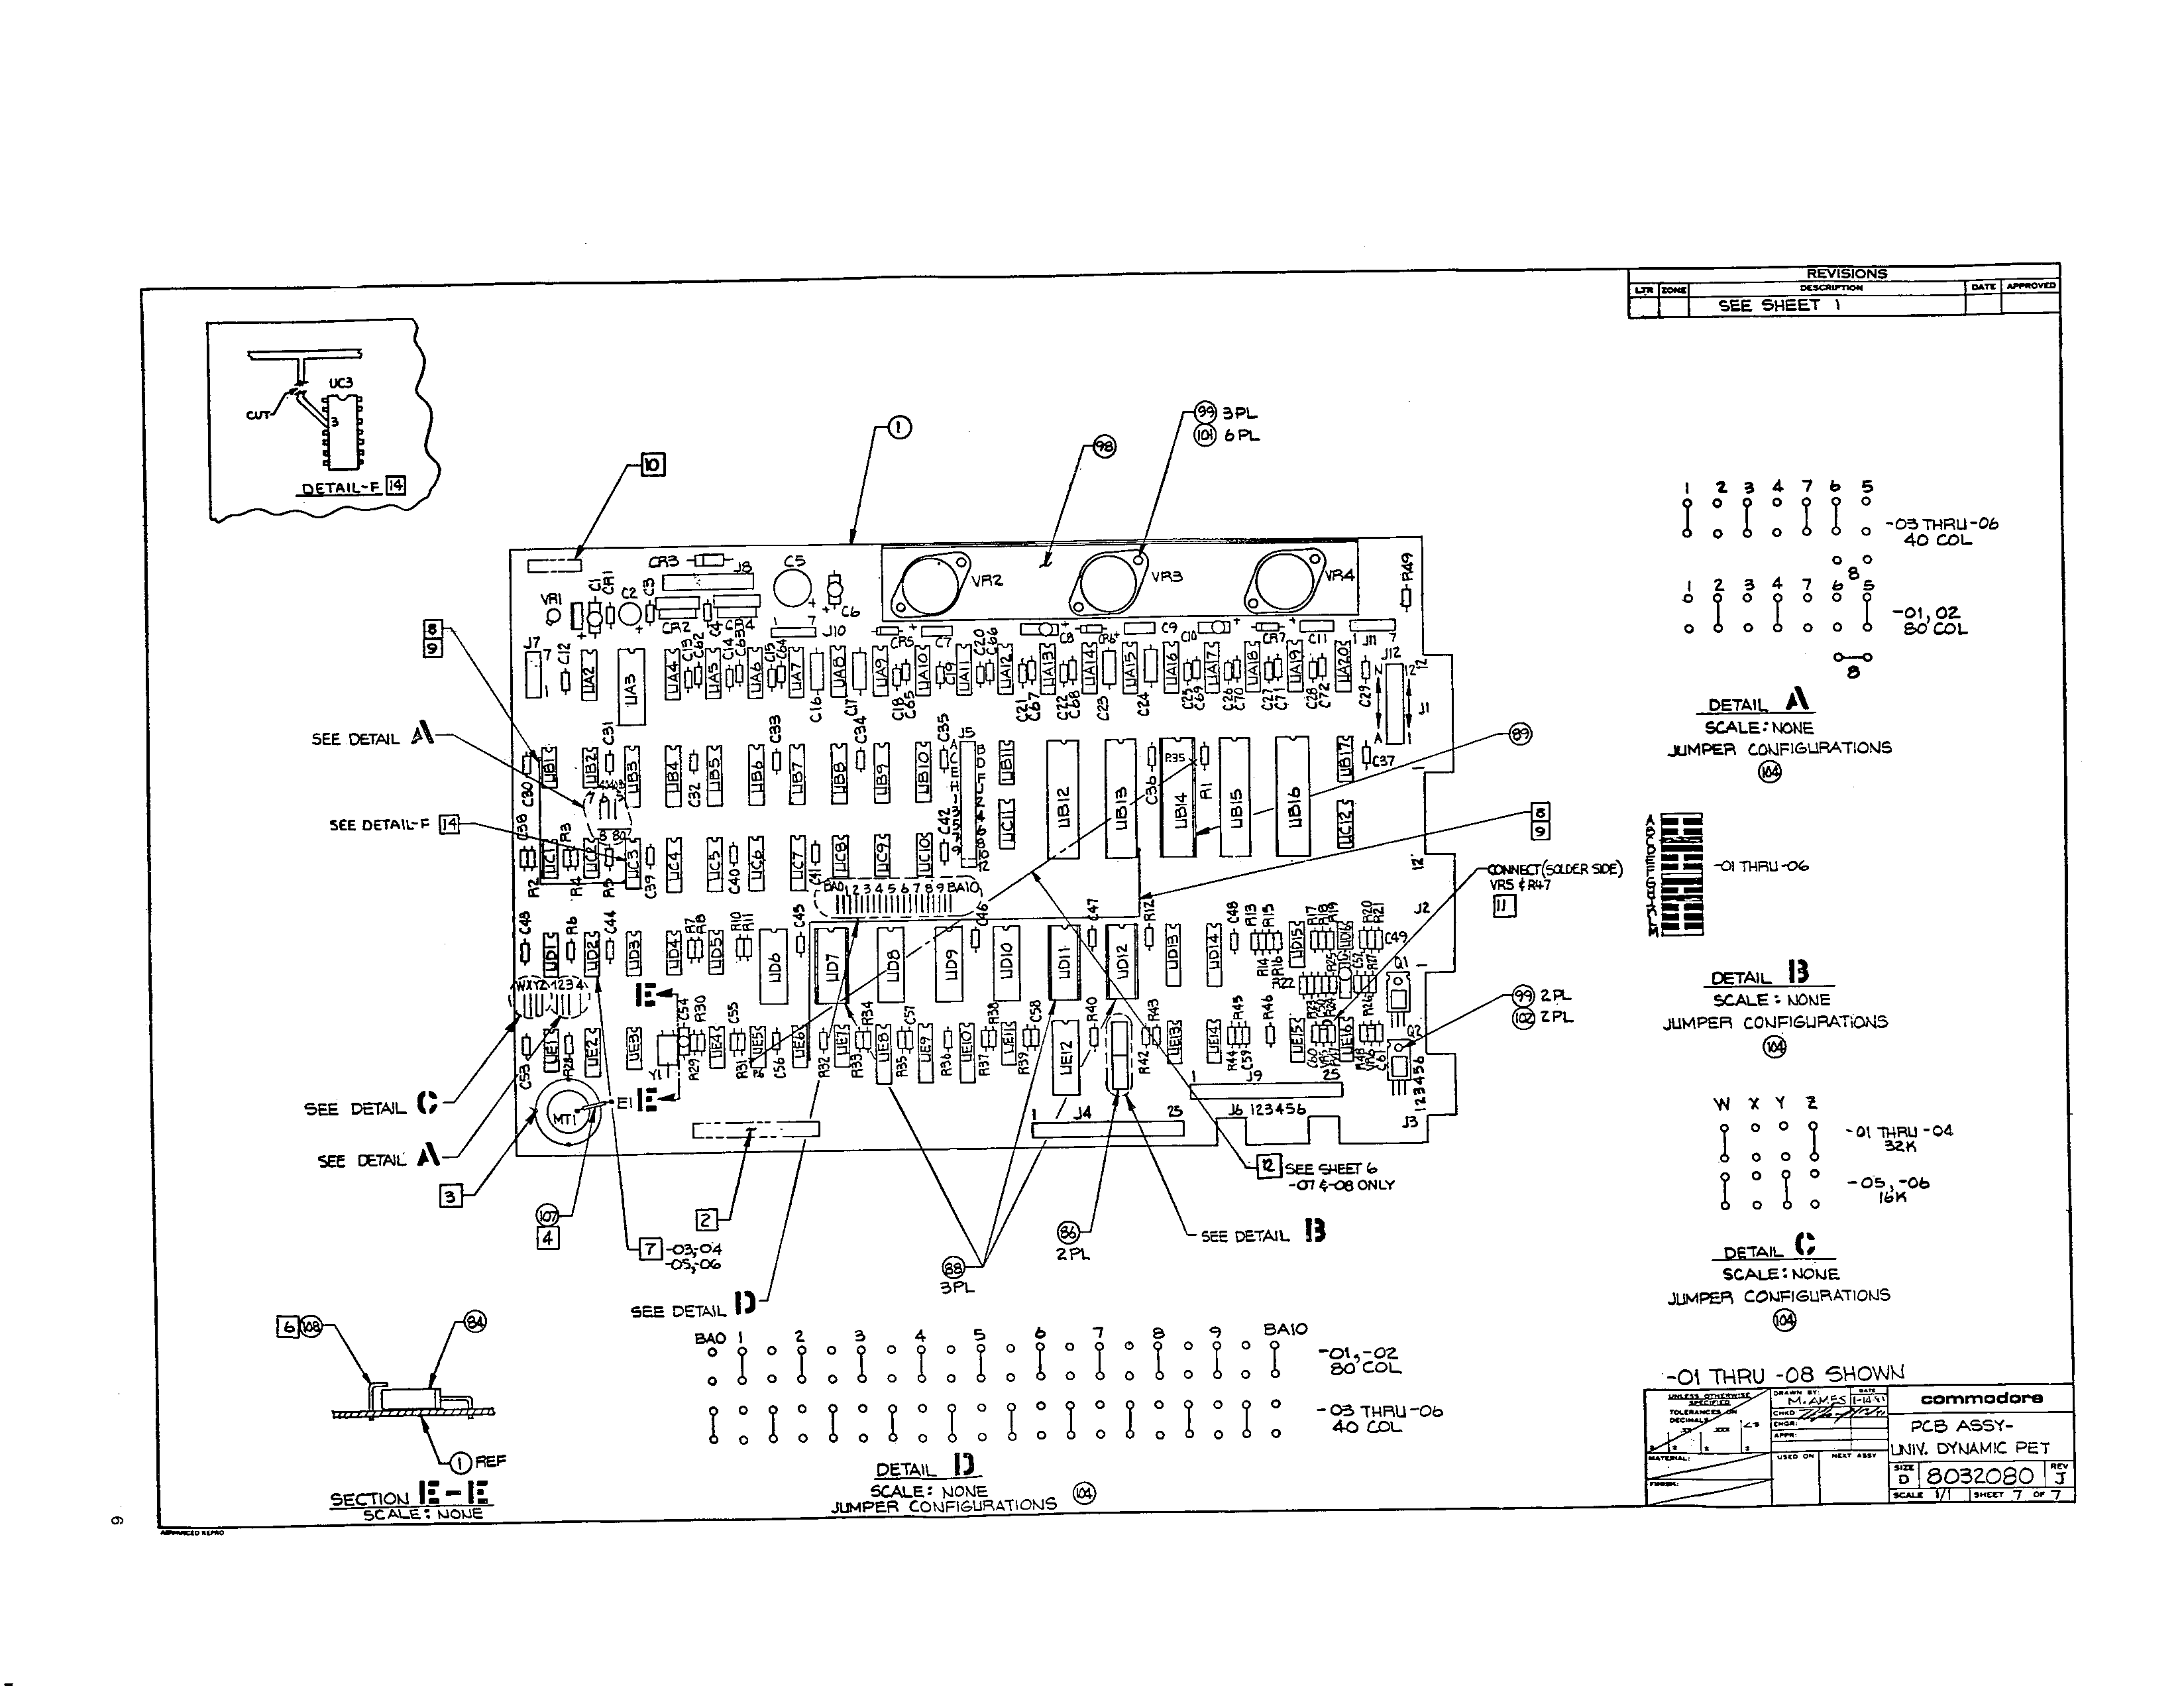 REVISIONS
LTR ZONE DESCRIPTION DATE APPROVED
SEE SHEET 1
UC3
CUT
3
DETAIL-F 14
10
1
98
99 3PL
101 6PL
8
9
SEE DETAIL A
SEE DETAIL-F 14
SEE DETAIL C
SEE DETAIL A
3
107
4
7 -03,-04
-05,-06
2
SEE DETAIL D
88
3PL
86
2PL
SEE DETAIL B
12 SEE SHEET 6
-07 & -08 ONLY
99 2PL
102 2PL
CONNECT (SOLDER SIDE)
VR5 & R47
11
8
9
89
CR3 J8 C5 VR2 VR3 VR4 R49
VR1 C1 CR1 C2 C3 CR2 C4 C6
J10 CR5 C7 C8 CR6 C9 C10 CR7 C11 J11 J12
J7 C12 UA2 UA3 UA4 C13 C62 UA5 C14 C63 UA6 C15 C64 UA7 C16 UA8 C17 UA9 C18 C65 UA10 C19 UA11 C20 C66 UA12 C21 C67 UA13 C22 C68 UA14 C23 UA15 C24 UA16 C25 C69 UA17 C26 C70 UA18 C27 C71 UA19 C28 C72 UA20 C29 J1
C30 UB1 UB2 C31 UB3 UB4 C32 UB5 UB6 C33 UB7 UB8 C34 UB9 UB10 C35 J5 UB11 UB12 UB13 C36 UB14 R35 R1 UB15 UB16 UB17 C37
C38 R2 UC1 R3 R4 UC2 R5 UC3 C39 UC4 UC5 C40 UC6 UC7 C41 UC8 UC9 UC10 C42 UC11 UC12
BA0 1 2 3 4 5 6 7 8 9 BA10
J2
C48 UD1 R6 UD2 C44 UD3 UD4 R7 R8 UD5 R10 R11 UD6 C45 UD7 UD8 UD9 C46 UD10 UD11 C47 UD12 R12 UD13 UD14 C48 R13 R15 R14 R16 UD15 R17 R18 R19 R20 R21 C49
WXYZ 1234
R22 Q1
C53 UE1 R28 UE2 UE3 Y1 C54 R29 R30 UE4 C55 R31 UE5 C56 UE6 R32 UE7 R33 R34 UE8 R35 C57 UE9 R36 UE10 R37 R38 UE11 R39 C58 UE12 R40 R42 R43 UE13 UE14 R44 R45 C59 R46 UE15 C60 UE16 C61
MT1 E1
E
E
J4 1 25
J9 1 25
J6 1 2 3 4 5 6
1 2 3 4 5 6
J3
1 2 3 4 7 6 5
-03 THRU -06
40 COL
8
1 2 3 4 7 6 5
-01, 02
80 COL
8
DETAIL A
SCALE: NONE
JUMPER CONFIGURATIONS
104
A
B
C
D
E
F
-01 THRU -06
DETAIL B
SCALE: NONE
JUMPER CONFIGURATIONS
104
W X Y Z
-01 THRU -04
32K
-05, -06
16K
DETAIL C
SCALE: NONE
JUMPER CONFIGURATIONS
104
6 108
84
1 REF
SECTION E-E
SCALE: NONE
BA0 1 2 3 4 5 6 7 8 9 BA10
-01,-02
80 COL
-03 THRU -06
40 COL
DETAIL D
SCALE: NONE
JUMPER CONFIGURATIONS 104
-01 THRU -08 SHOWN
UNLESS OTHERWISE SPECIFIED
TOLERANCES ON
DECIMALS
MATERIAL:
FINISH:
DRAWN BY: M. AMES DATE
CHKD
ENGR:
APPR:
USED ON NEXT ASSY
commodore
PCB ASSY-
UNIV. DYNAMIC PET
SIZE D 8032080 REV J
SCALE 1/1 SHEET 7 OF 7
ADVANCED REPRO
9